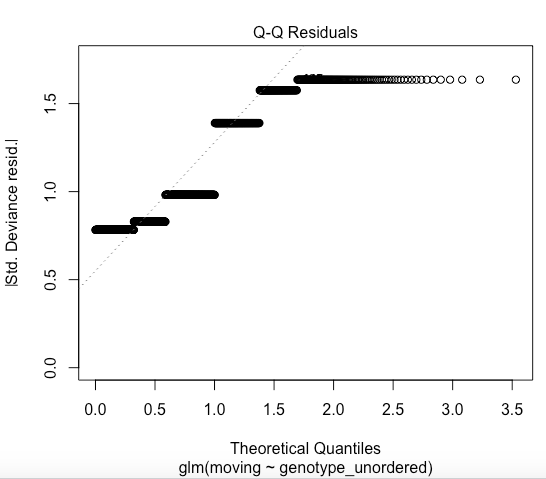 Q-Q Residuals
|Std. Deviance resid.|
1.5
1.0
0.5
0.0
0.0 0.5 1.0 1.5 2.0 2.5 3.0 3.5
Theoretical Quantiles
glm(moving ~ genotype_unordered)